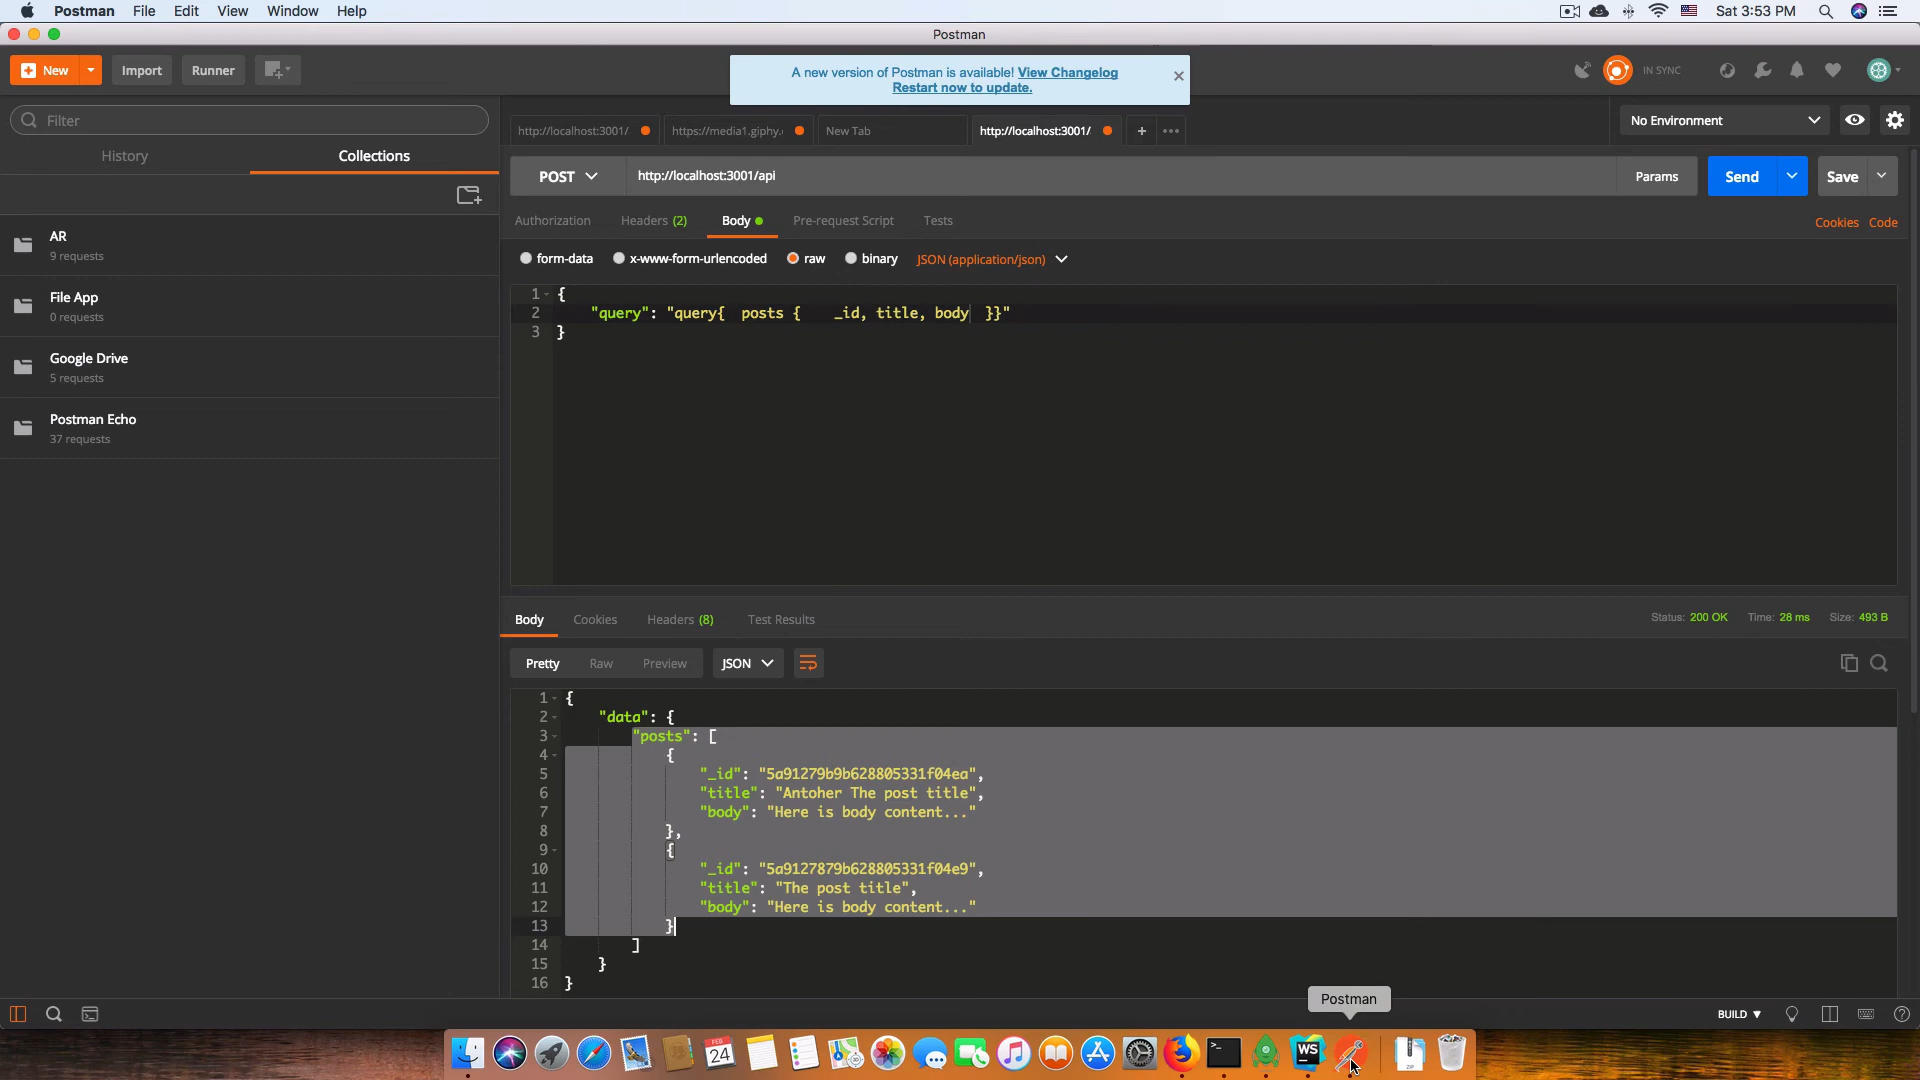 Postman File Edit View Window Help Sat 3:53 PM
Postman
New Import Runner IN SYNC
A new version of Postman is available! View Changelog
Restart now to update.
Filter
History Collections
AR
9 requests
File App
0 requests
Google Drive
5 requests
Postman Echo
37 requests
http://localhost:3001/ https://media1.giphy. New Tab http://localhost:3001/ No Environment
POST http://localhost:3001/api Params Send Save
Authorization Headers (2) Body Pre-request Script Tests Cookies Code
form-data x-www-form-urlencoded raw binary JSON (application/json)
1 {
2 "query": "query{  posts {    _id, title, body  }}"
3 }
Body Cookies Headers (8) Test Results Status: 200 OK Time: 28 ms Size: 493 B
Pretty Raw Preview JSON
1 {
2 "data": {
3 "posts": [
4 {
5 "_id": "5a91279b9b628805331f04ea",
6 "title": "Antoher The post title",
7 "body": "Here is body content..."
8 },
9 {
10 "_id": "5a9127879b628805331f04e9",
11 "title": "The post title",
12 "body": "Here is body content..."
13 }
14 ]
15 }
16 }
Postman
BUILD
FEB
24
WS
ZIP